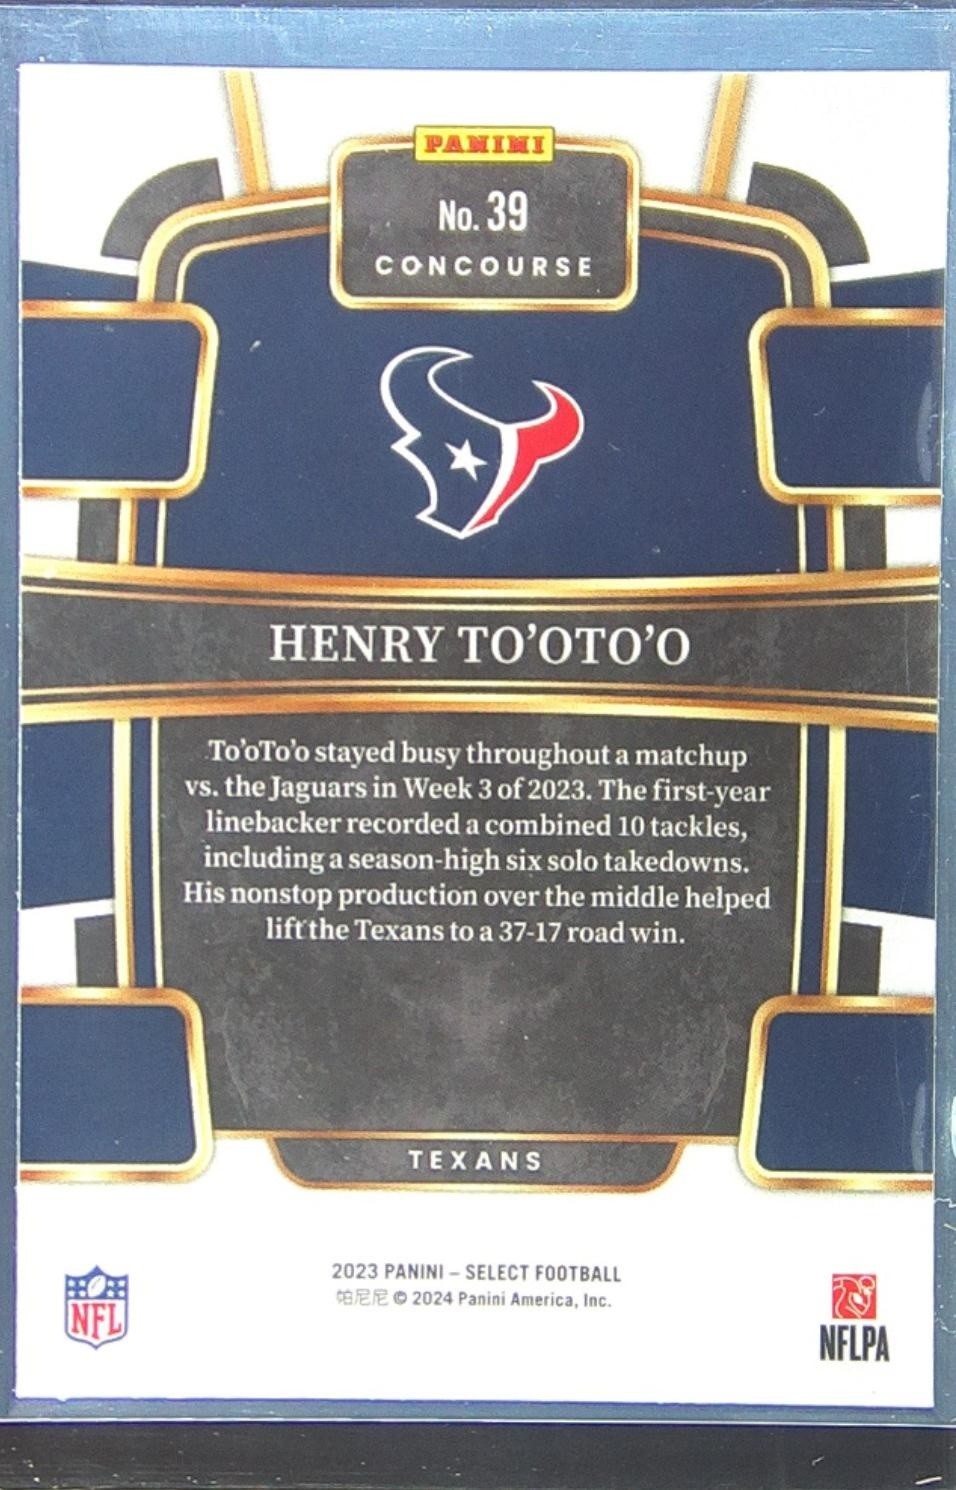 PANINI
No. 39
CONCOURSE
HENRY TO'OTO'O
To'oTo'o stayed busy throughout a matchup
vs. the Jaguars in Week 3 of 2023. The first-year
linebacker recorded a combined 10 tackles,
including a season-high six solo takedowns.
His nonstop production over the middle helped
lift the Texans to a 37-17 road win.
TEXANS
2023 PANINI – SELECT FOOTBALL
帕尼尼 © 2024 Panini America, Inc.
NFL
NFLPA